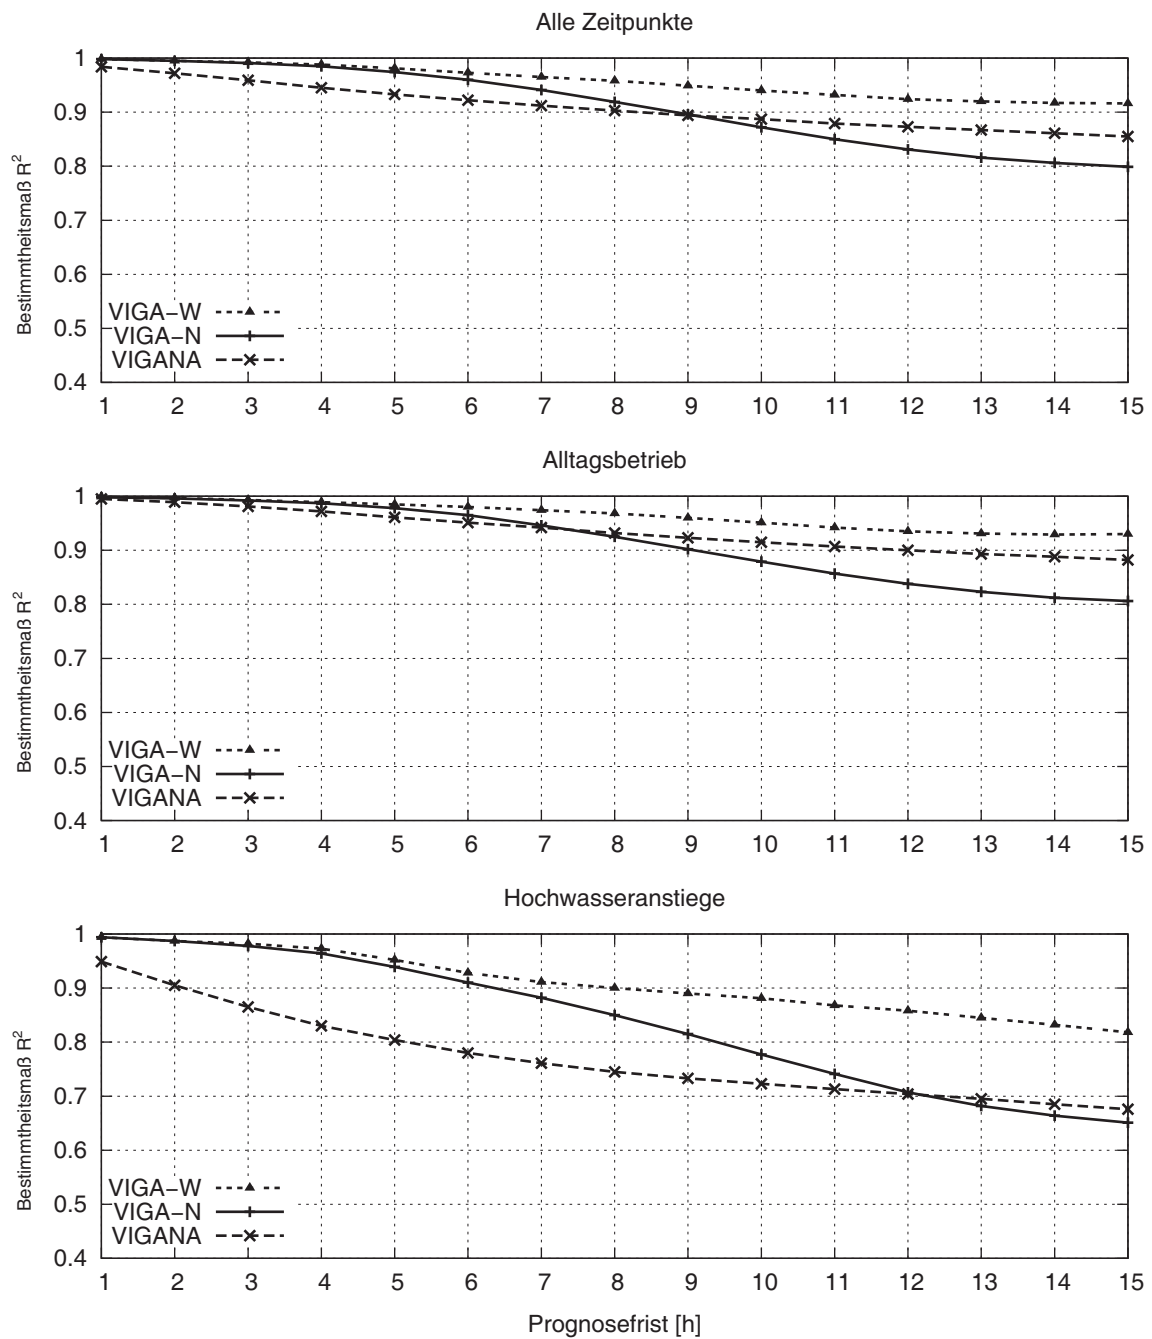 Alle Zeitpunkte
Bestimmtheitsmaß R²
1
0.9
0.8
0.7
0.6
0.5
0.4
VIGA−W
VIGA−N
VIGANA
1 2 3 4 5 6 7 8 9 10 11 12 13 14 15
Alltagsbetrieb
Bestimmtheitsmaß R²
1
0.9
0.8
0.7
0.6
0.5
0.4
VIGA−W
VIGA−N
VIGANA
1 2 3 4 5 6 7 8 9 10 11 12 13 14 15
Hochwasseranstiege
Bestimmtheitsmaß R²
1
0.9
0.8
0.7
0.6
0.5
0.4
VIGA−W
VIGA−N
VIGANA
1 2 3 4 5 6 7 8 9 10 11 12 13 14 15
Prognosefrist [h]